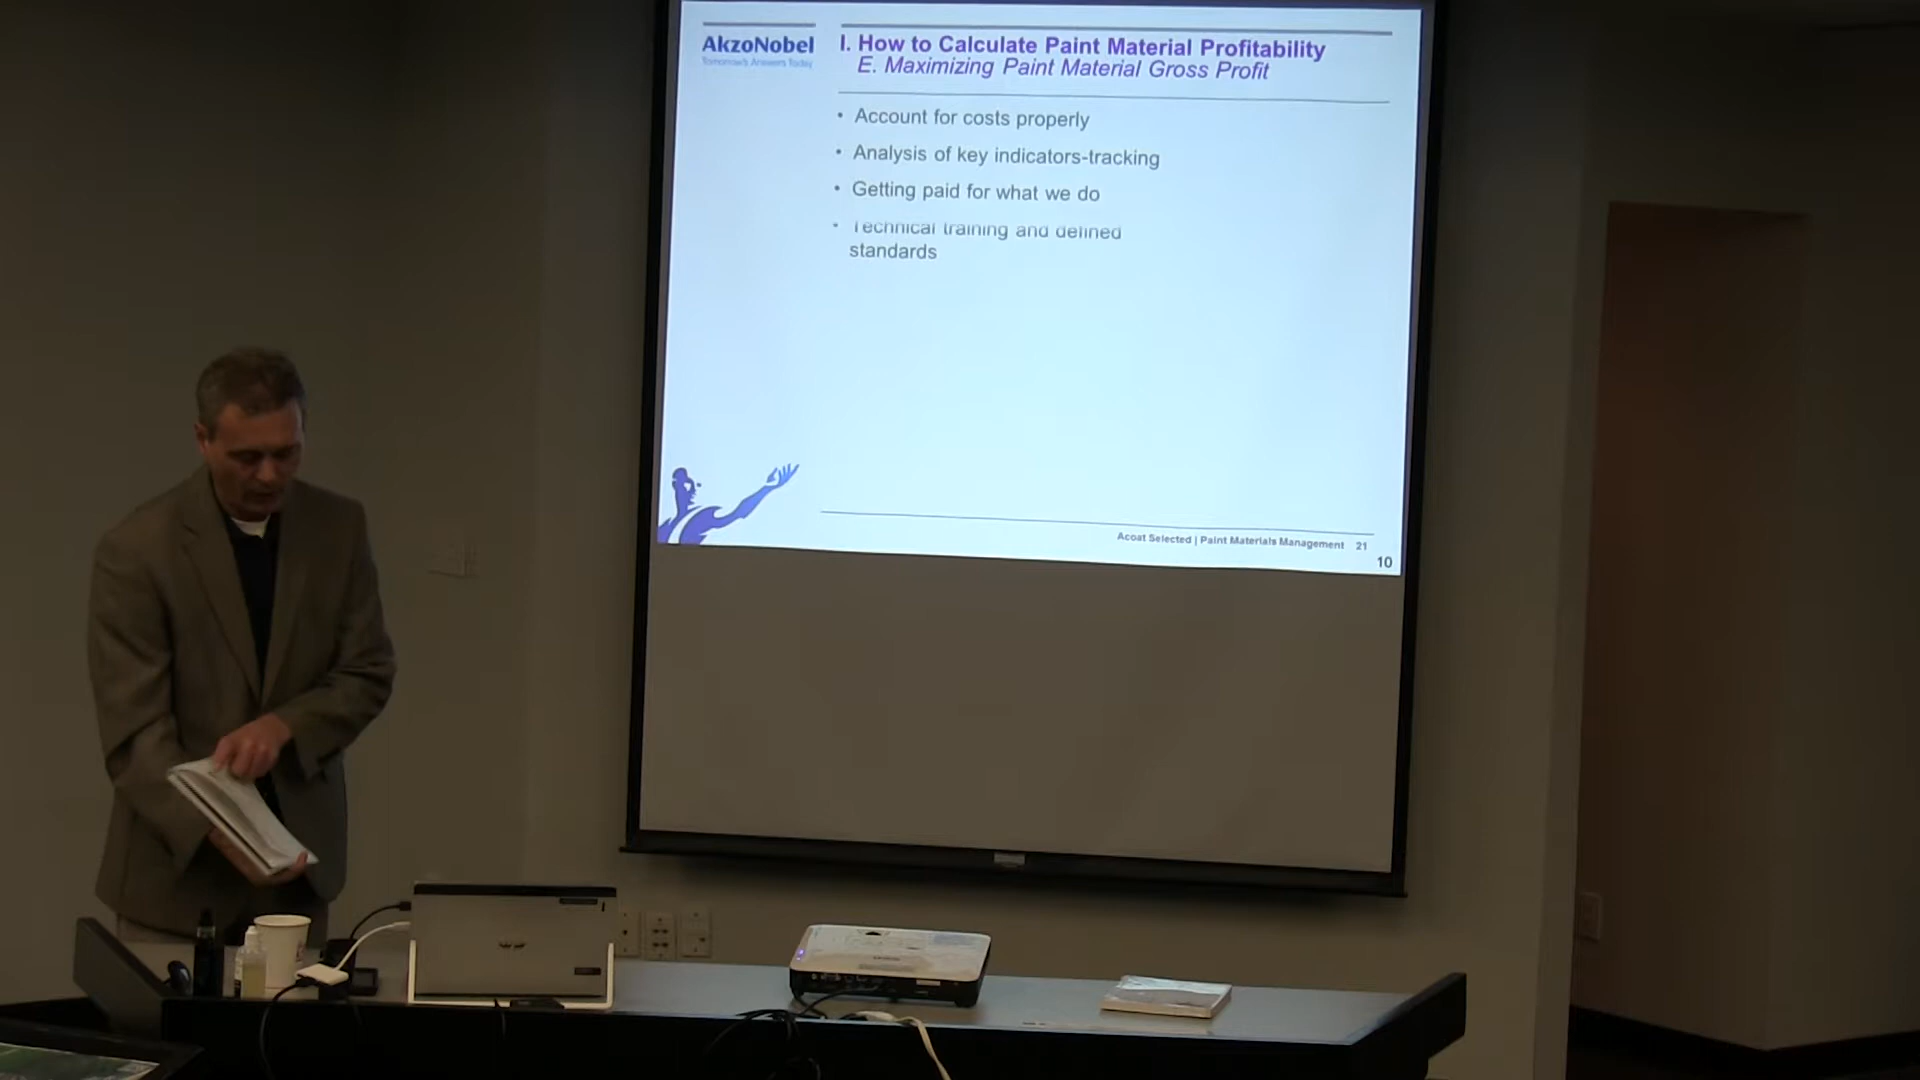 AkzoNobel
Tomorrow's Answers Today
I. How to Calculate Paint Material Profitability
E. Maximizing Paint Material Gross Profit
• Account for costs properly
• Analysis of key indicators-tracking
• Getting paid for what we do
• Technical training and defined
standards
Acoat Selected | Paint Materials Management 21
10